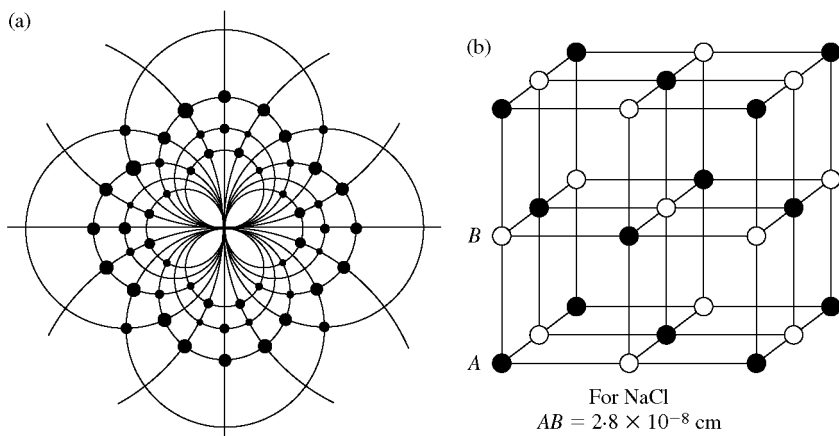 (a)
(b)
B
A
For NaCl
AB = 2·8 × 10⁻⁸ cm